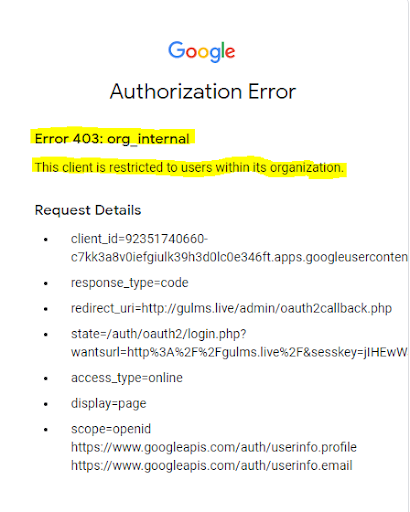 Google
Authorization Error
Error 403: org_internal
This client is restricted to users within its organization.
Request Details
• client_id=92351740660-
c7kk3a8v0iefgiulk39h3d0lc0e346ft.apps.googleuserconten
• response_type=code
• redirect_uri=http://gulms.live/admin/oauth2callback.php
• state=/auth/oauth2/login.php?
wantsurl=http%3A%2F%2Fgulms.live%2F&sesskey=jIHEwW
• access_type=online
• display=page
• scope=openid
https://www.googleapis.com/auth/userinfo.profile
https://www.googleapis.com/auth/userinfo.email